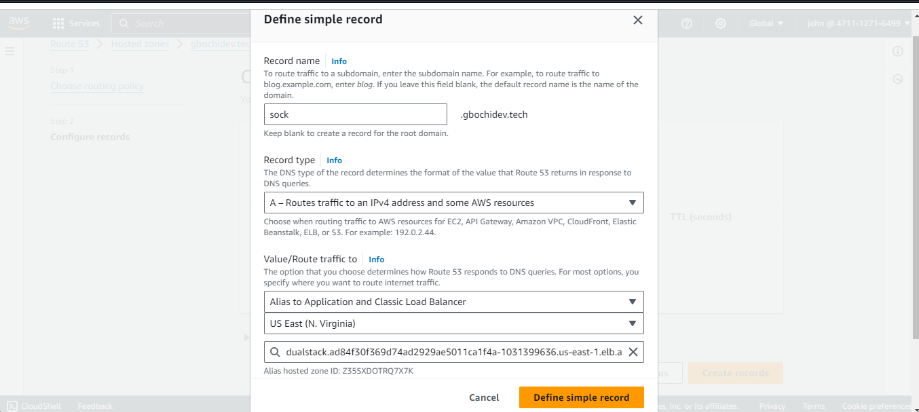 aws
Services
Search
Global
john @ 4711-1271-6499
Route 53
Hosted zones
gbochidev.tec
Step 1
Choose routing policy
Step 2
Configure records
C
Yo
TTL (seconds)
us
Create records
Define simple record
Record name Info
To route traffic to a subdomain, enter the subdomain name. For example, to route traffic to
blog.example.com, enter blog. If you leave this field blank, the default record name is the name of the
domain.
sock .gbochidev.tech
Keep blank to create a record for the root domain.
Record type Info
The DNS type of the record determines the format of the value that Route 53 returns in response to
DNS queries.
A – Routes traffic to an IPv4 address and some AWS resources
Choose when routing traffic to AWS resources for EC2, API Gateway, Amazon VPC, CloudFront, Elastic
Beanstalk, ELB, or S3. For example: 192.0.2.44.
Value/Route traffic to Info
The option that you choose determines how Route 53 responds to DNS queries. For most options, you
specify where you want to route internet traffic.
Alias to Application and Classic Load Balancer
US East (N. Virginia)
dualstack.ad84f30f369d74ad2929ae5011ca1f4a-1031399636.us-east-1.elb.a
Alias hosted zone ID: Z35SXDOTRQ7X7K
Cancel
Define simple record
CloudShell
Feedback
es, Inc. or its affiliates.
Privacy
Terms
Cookie preferences